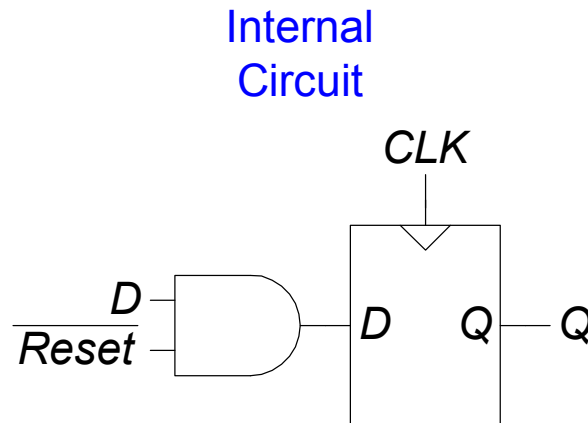 Internal
Circuit
CLK
D
Reset
D
Q
Q